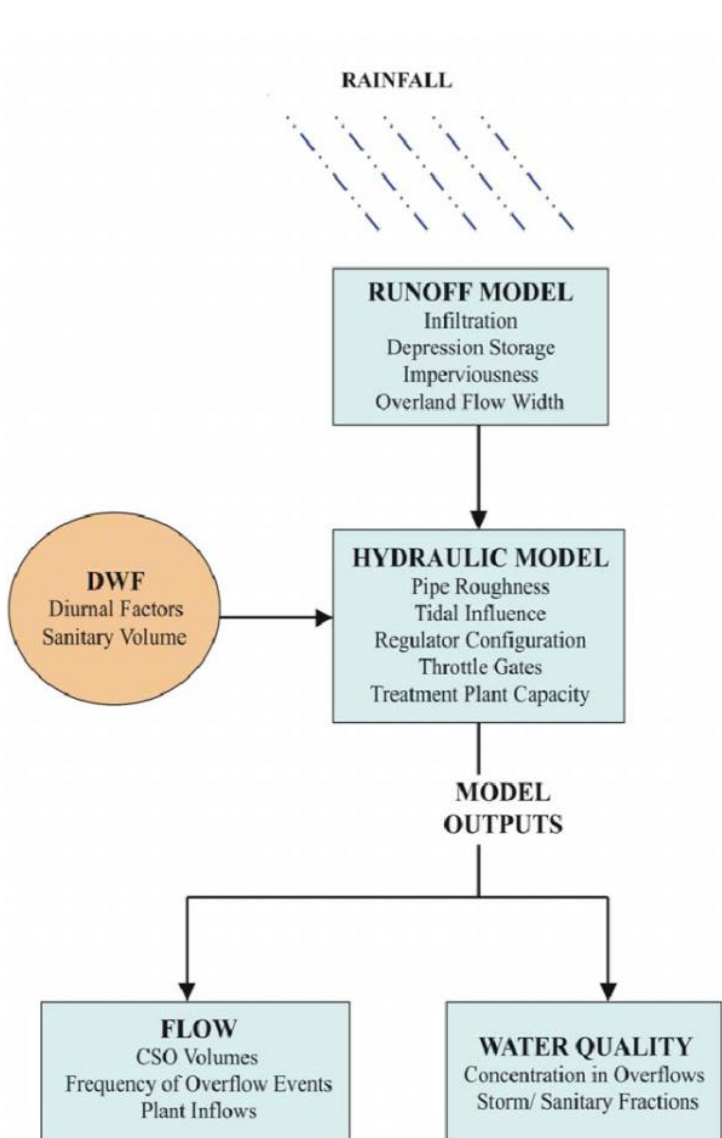 RAINFALL
RUNOFF MODEL
Infiltration
Depression Storage
Imperviousness
Overland Flow Width
DWF
Diurnal Factors
Sanitary Volume
HYDRAULIC MODEL
Pipe Roughness
Tidal Influence
Regulator Configuration
Throttle Gates
Treatment Plant Capacity
MODEL
OUTPUTS
FLOW
CSO Volumes
Frequency of Overflow Events
Plant Inflows
WATER QUALITY
Concentration in Overflows
Storm/ Sanitary Fractions